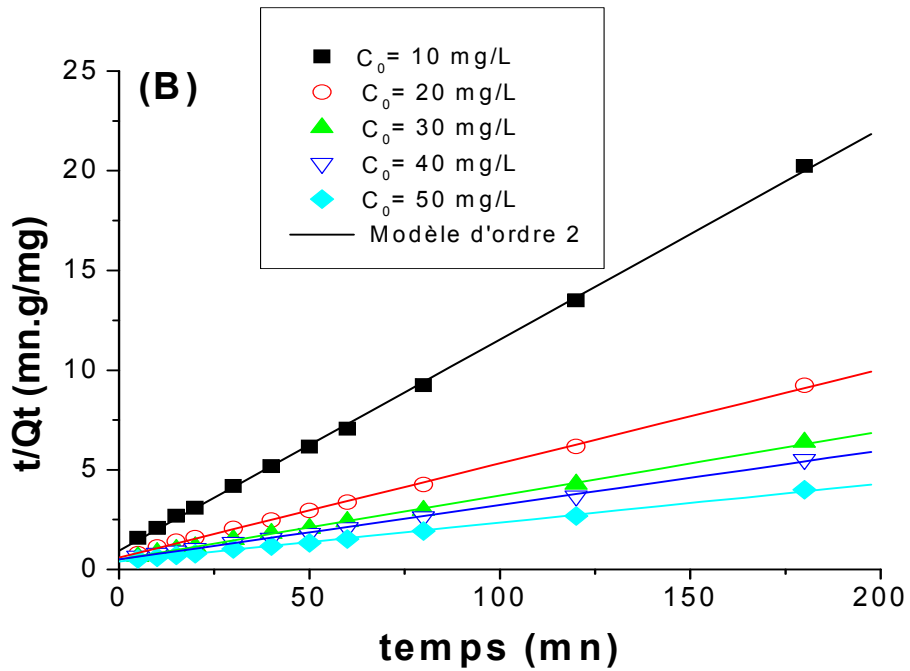 (B)
C0= 10 mg/L
C0= 20 mg/L
C0= 30 mg/L
C0= 40 mg/L
C0= 50 mg/L
Modèle d'ordre 2
t/Qt (mn.g/mg)
25
20
15
10
5
0
0 50 100 150 200
temps (mn)